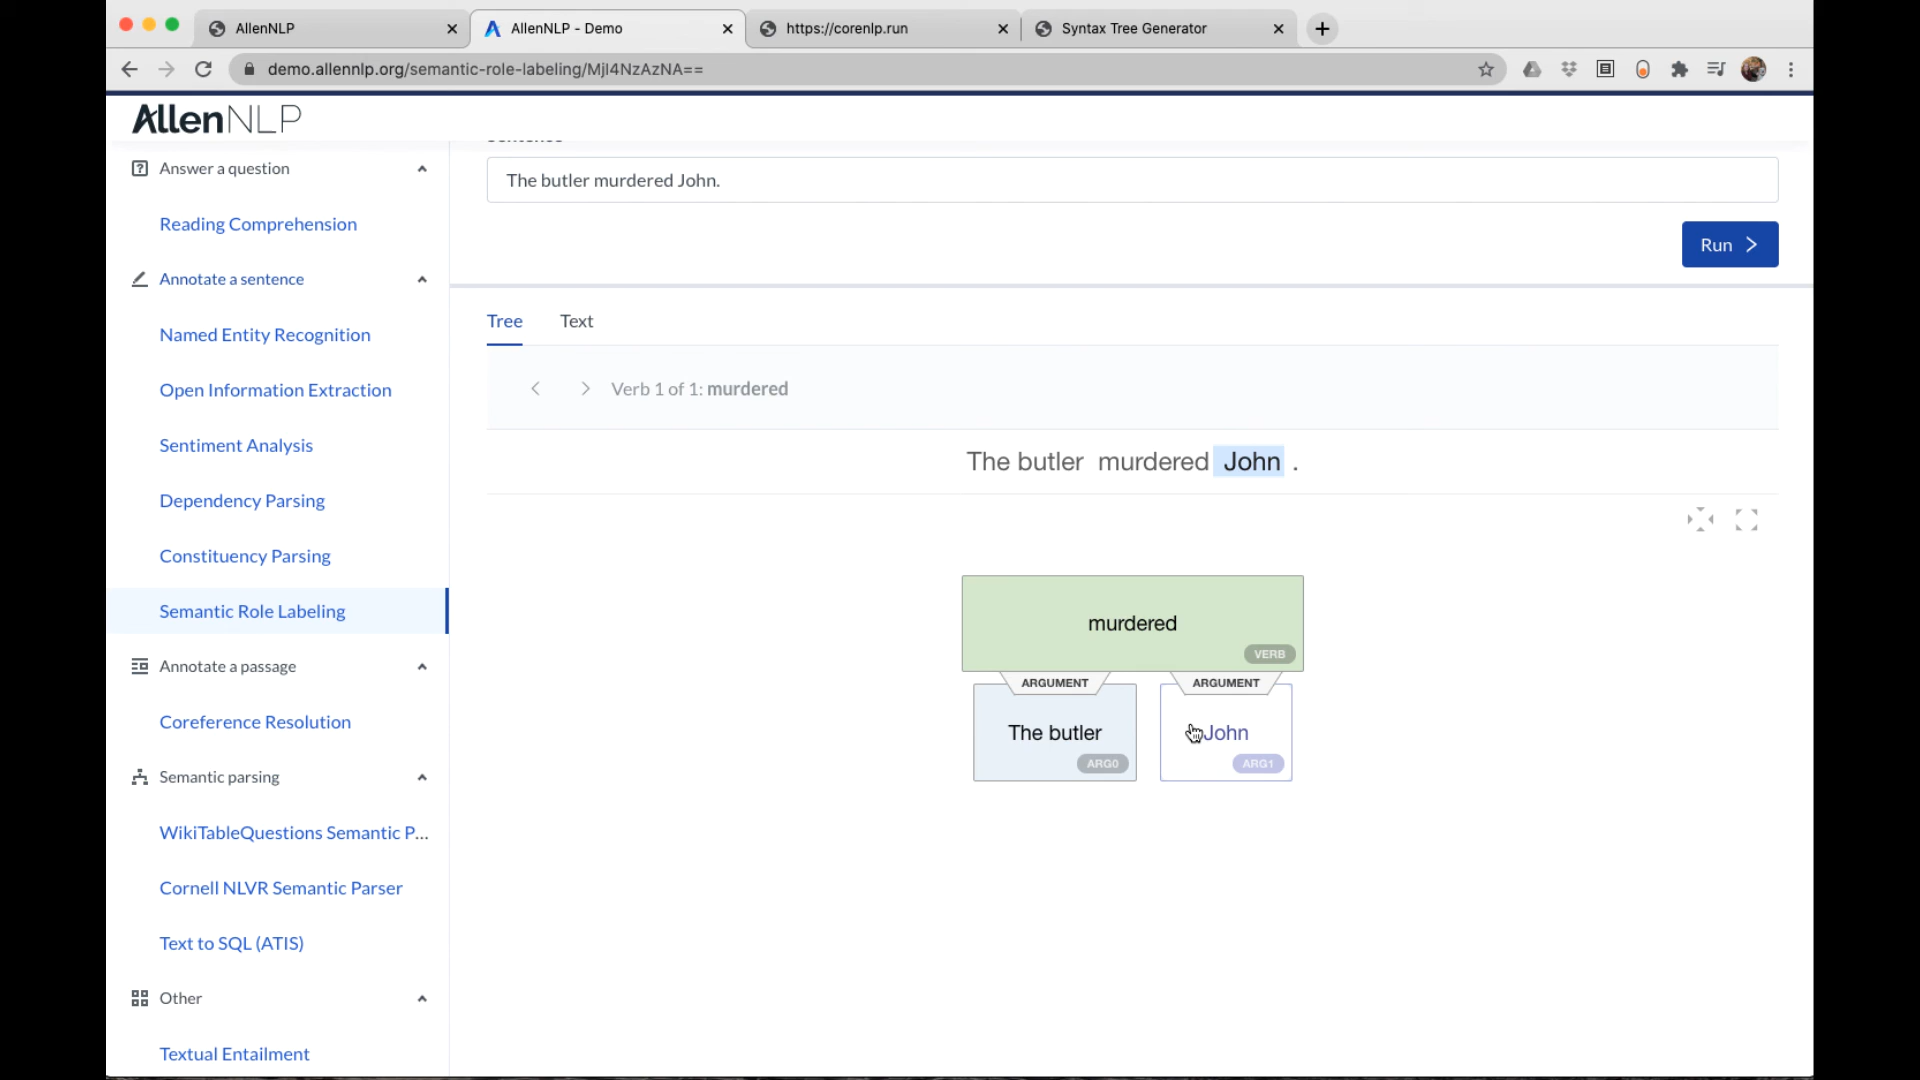 AllenNLP
AllenNLP - Demo
https://corenlp.run
Syntax Tree Generator
demo.allennlp.org/semantic-role-labeling/MjI4NzAzNA==
AllenNLP
Answer a question
Reading Comprehension
Annotate a sentence
Named Entity Recognition
Open Information Extraction
Sentiment Analysis
Dependency Parsing
Constituency Parsing
Semantic Role Labeling
Annotate a passage
Coreference Resolution
Semantic parsing
WikiTableQuestions Semantic P...
Cornell NLVR Semantic Parser
Text to SQL (ATIS)
Other
Textual Entailment
The butler murdered John.
Run
Tree Text
Verb 1 of 1: murdered
The butler murdered John .
murdered
VERB
ARGUMENT ARGUMENT
The butler John
ARG0 ARG1